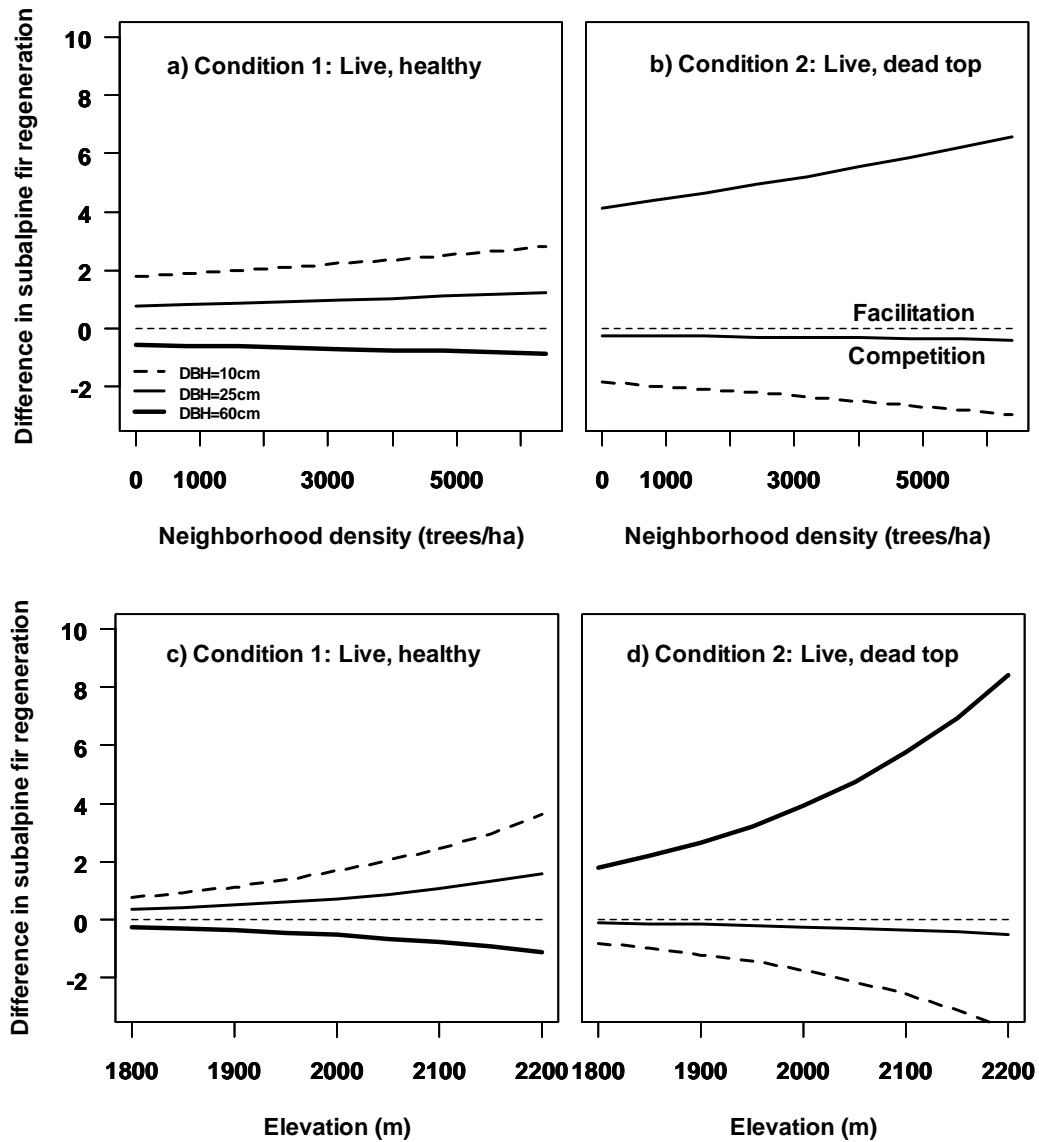 Difference in subalpine fir regeneration
10
8
6
4
2
0
-2
a) Condition 1: Live, healthy
DBH=10cm
DBH=25cm
DBH=60cm
0 1000 3000 5000
Neighborhood density (trees/ha)
b) Condition 2: Live, dead top
Facilitation
Competition
0 1000 3000 5000
Neighborhood density (trees/ha)
Difference in subalpine fir regeneration
10
8
6
4
2
0
-2
c) Condition 1: Live, healthy
1800 1900 2000 2100 2200
Elevation (m)
d) Condition 2: Live, dead top
1800 1900 2000 2100 2200
Elevation (m)